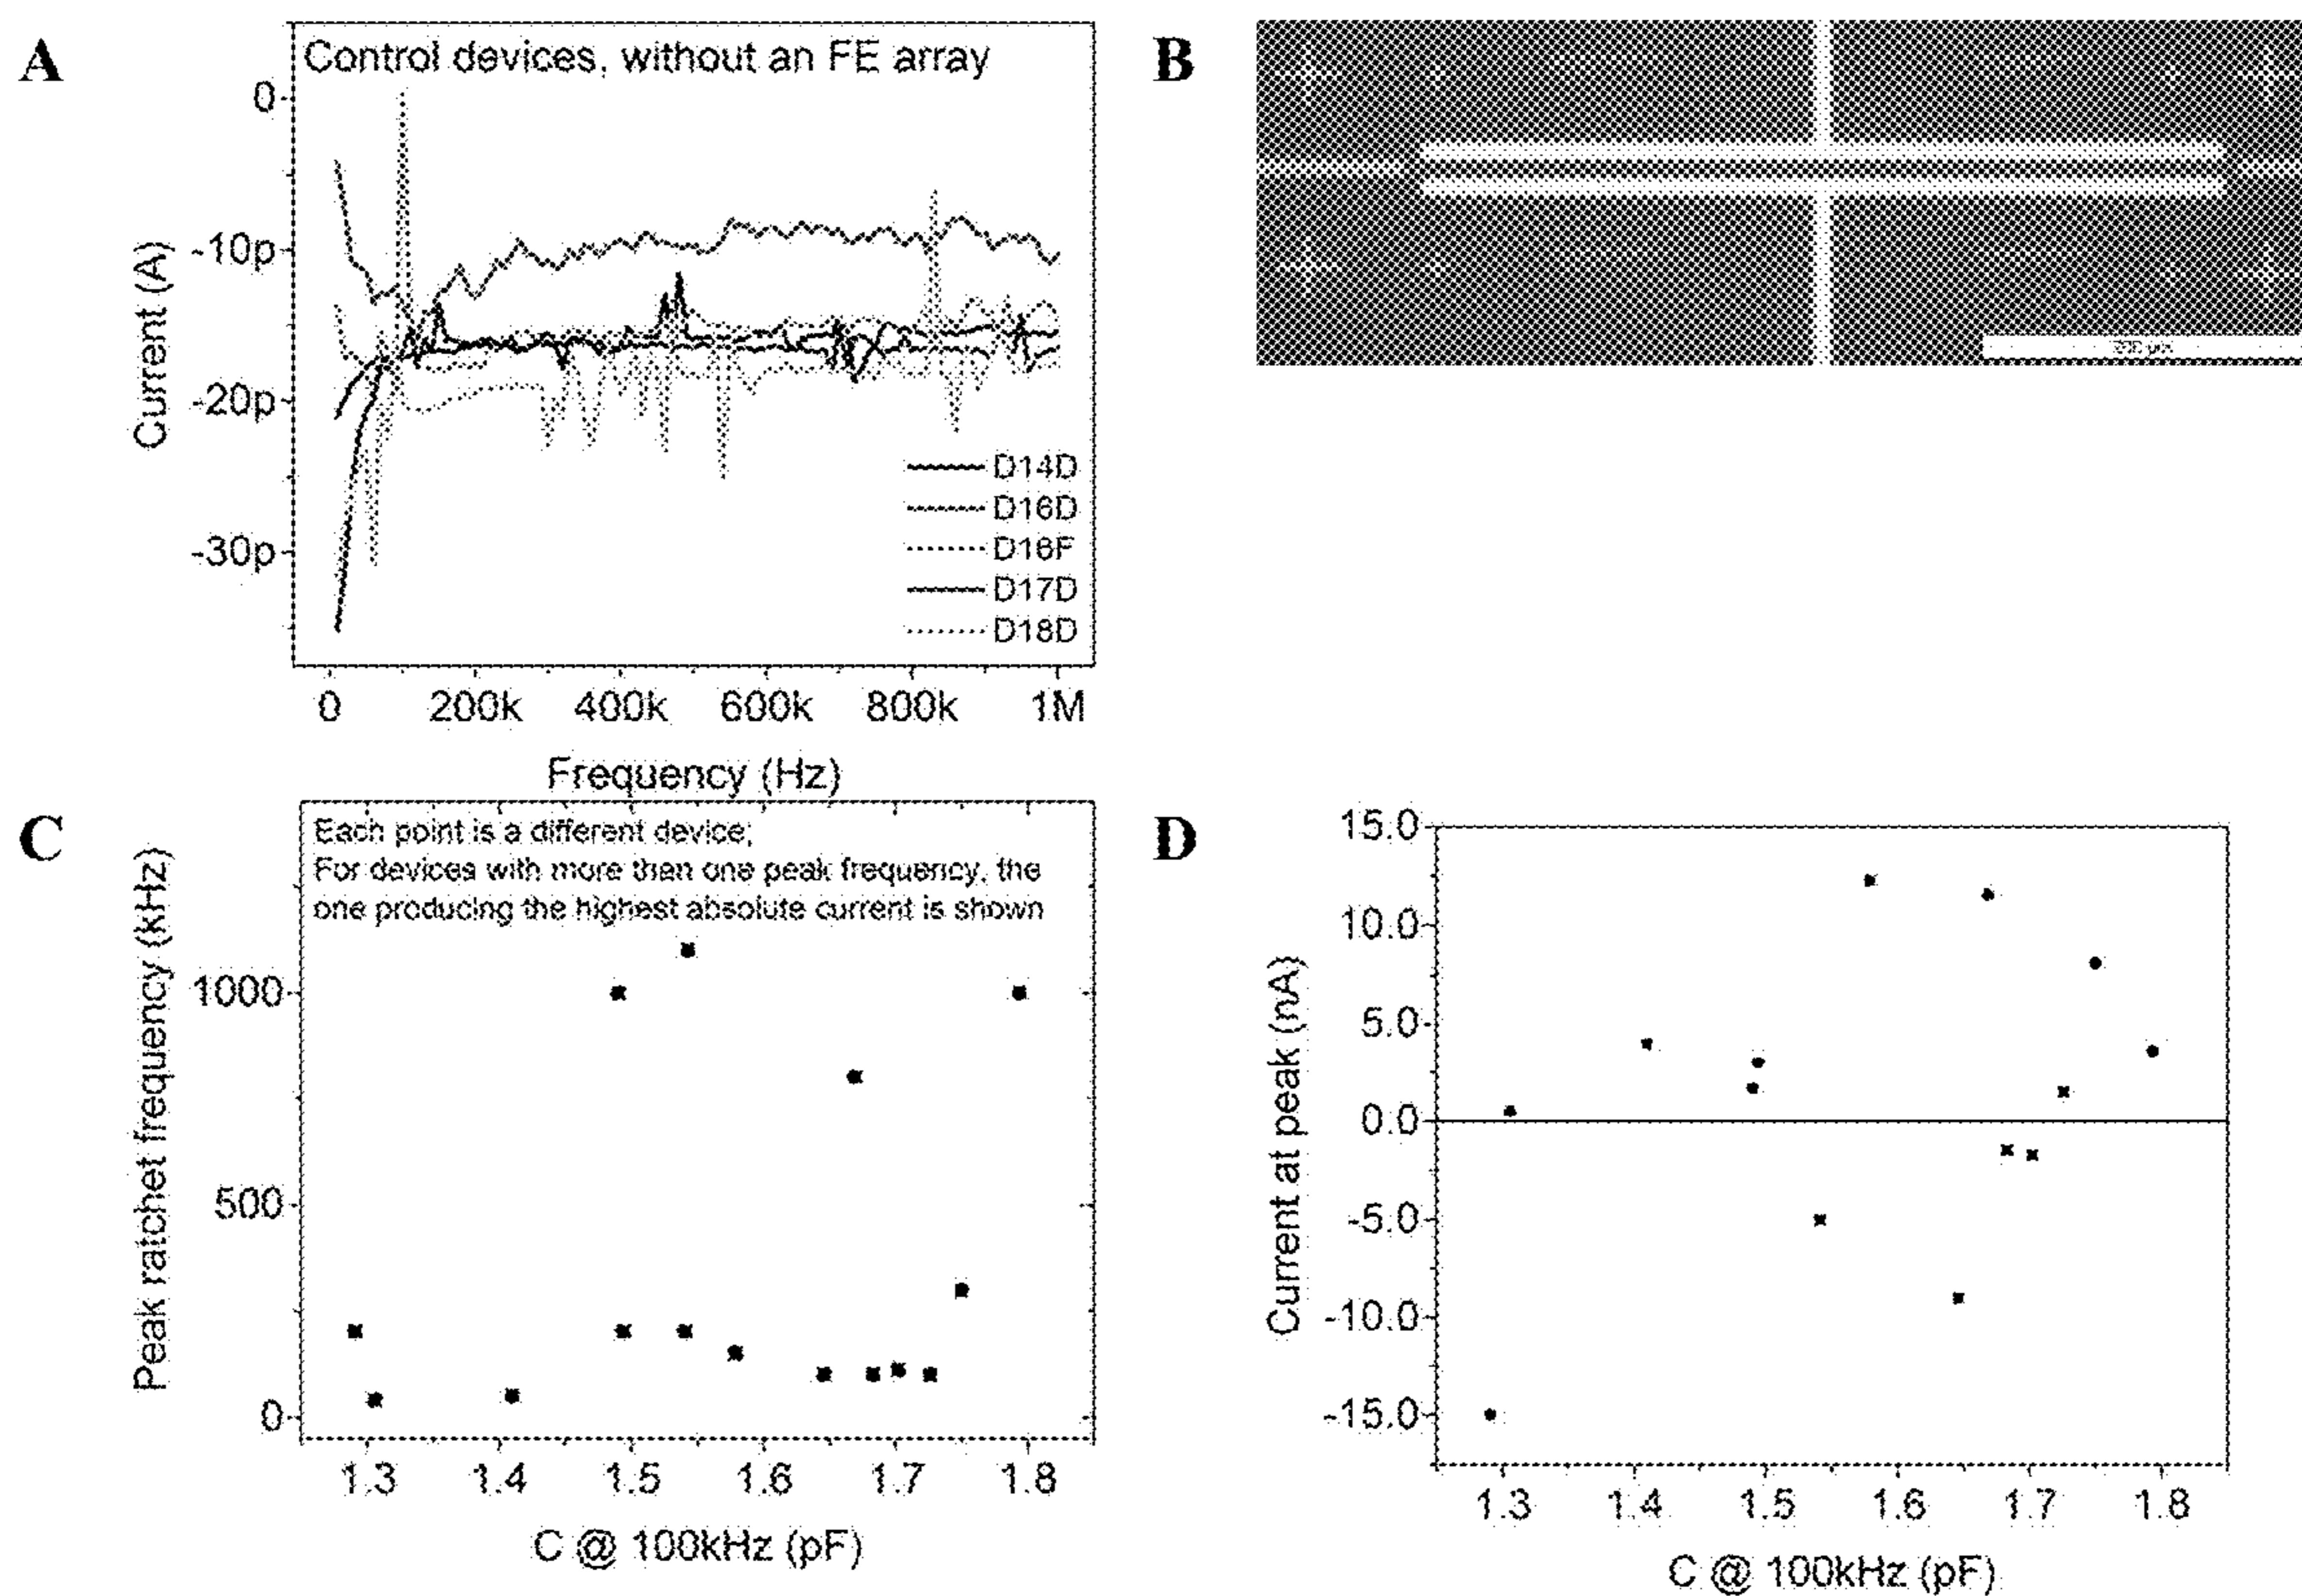 A
Control devices, without an FE array
0
-10p
-20p
-30p
Current (A)
D14D
D16D
D16F
D17D
D18D
0 200k 400k 600k 800k 1M
Frequency (Hz)
B
C
Each point is a different device;
For devices with more than one peak frequency, the
one producing the highest absolute current is shown
Peak ratchet frequency (kHz)
1000
500
0
1.3 1.4 1.5 1.6 1.7 1.8
C @ 100kHz (pF)
D
15.0
10.0
5.0
0.0
-5.0
-10.0
-15.0
Current at peak (nA)
1.3 1.4 1.5 1.6 1.7 1.8
C @ 100kHz (pF)